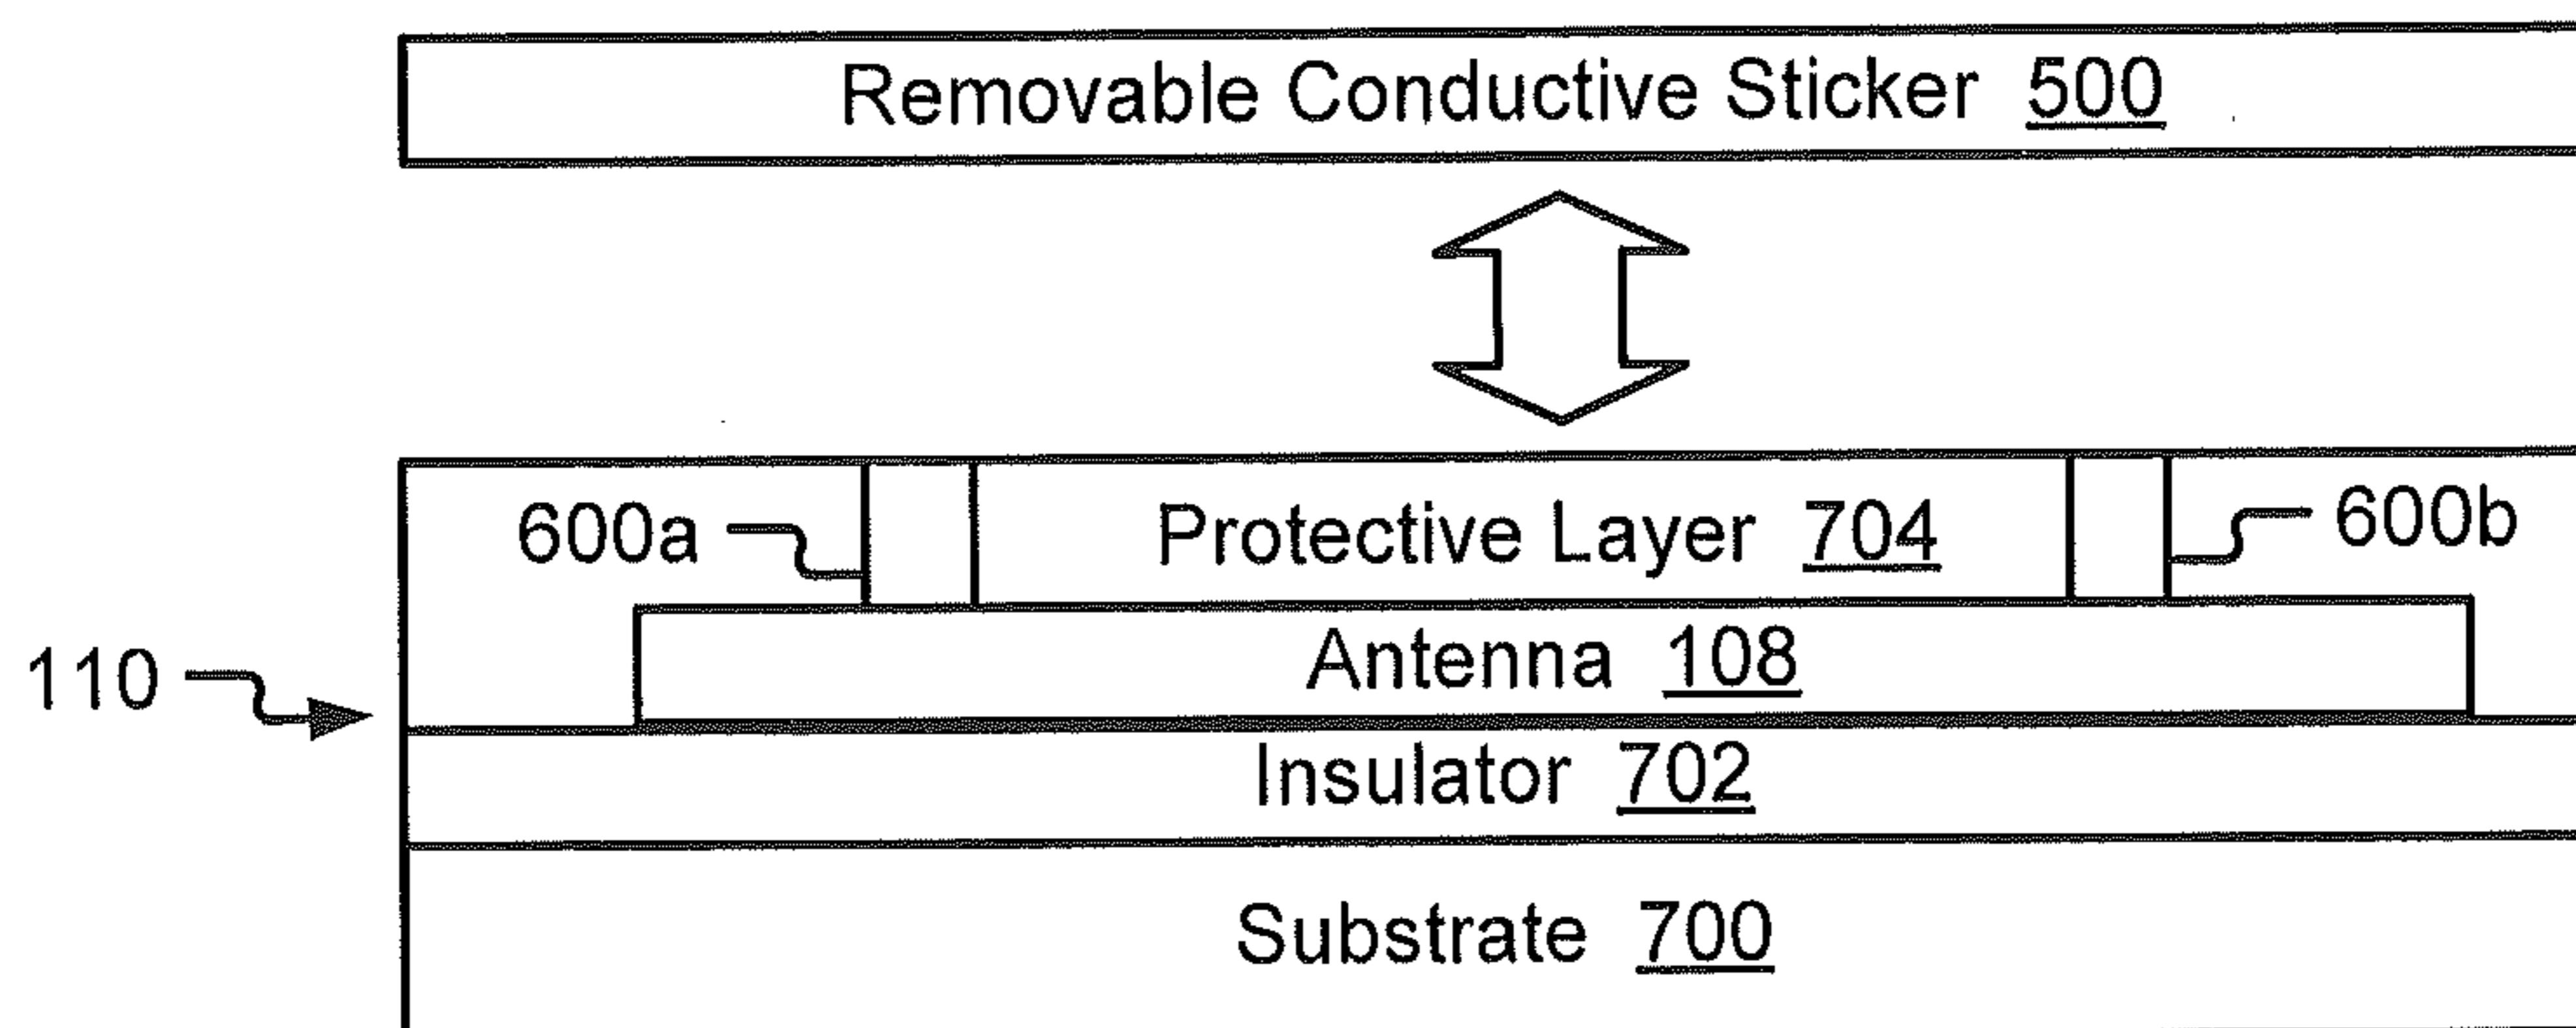 Removable Conductive Sticker 500
600a
Protective Layer 704
600b
Antenna 108
110
Insulator 702
Substrate 700